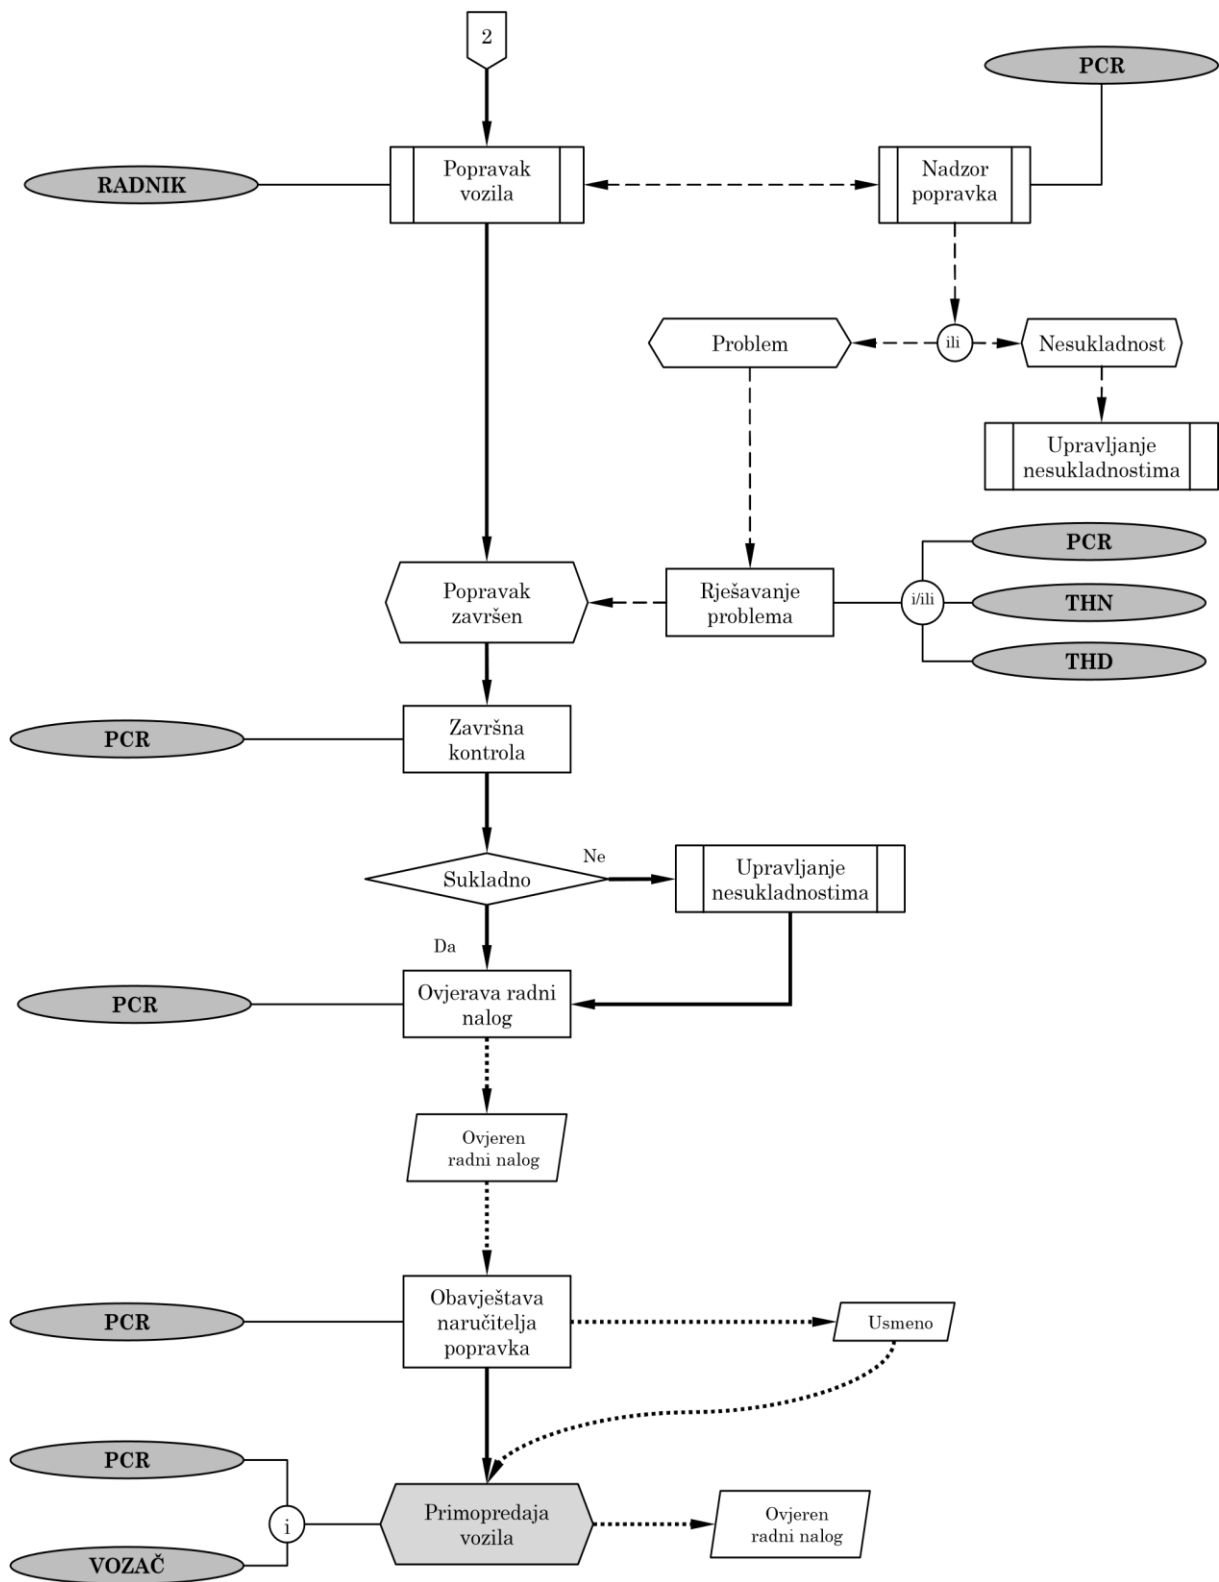 2
PCR
RADNIK
Popravak
vozila
Nadzor
popravka
Problem
ili
Nesukladnost
Upravljanje
nesukladnostima
PCR
Popravak
završen
Rješavanje
problema
i/ili
THN
THD
PCR
Završna
kontrola
Ne
Sukladno
Upravljanje
nesukladnostima
Da
PCR
Ovjerava radni
nalog
Ovjeren
radni nalog
PCR
Obavještava
naručitelja
popravka
Usmeno
PCR
i
Primopredaja
vozila
Ovjeren
radni nalog
VOZAČ